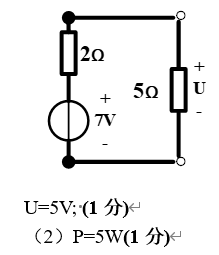 2Ω
+
+
5Ω
U
7V
-
-
U=5V; (1 分)
（2）P=5W(1 分)